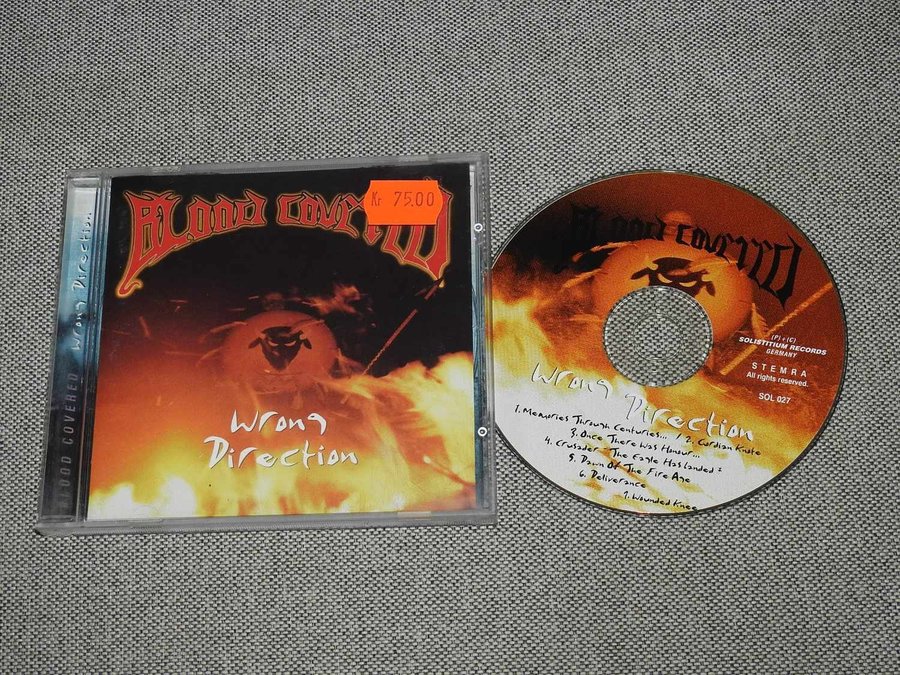 BLOOD COVERED Wrong Direction
BLOOD COVERED
Kr 75.00
Wrong
Direction
BLOOD COVERED
(P) + (C)
SOLISTITIUM RECORDS
GERMANY
STEMRA
All rights reserved.
SOL 027
Wrong Direction
1. Memories Through Centuries... / 2. Curdian Knote
3. Once There Was Honour...
4. Crusader - The Eagle Has Landed²
5. Dawn Of The Fire Age
6. Deliverance
7. Wounded Knee